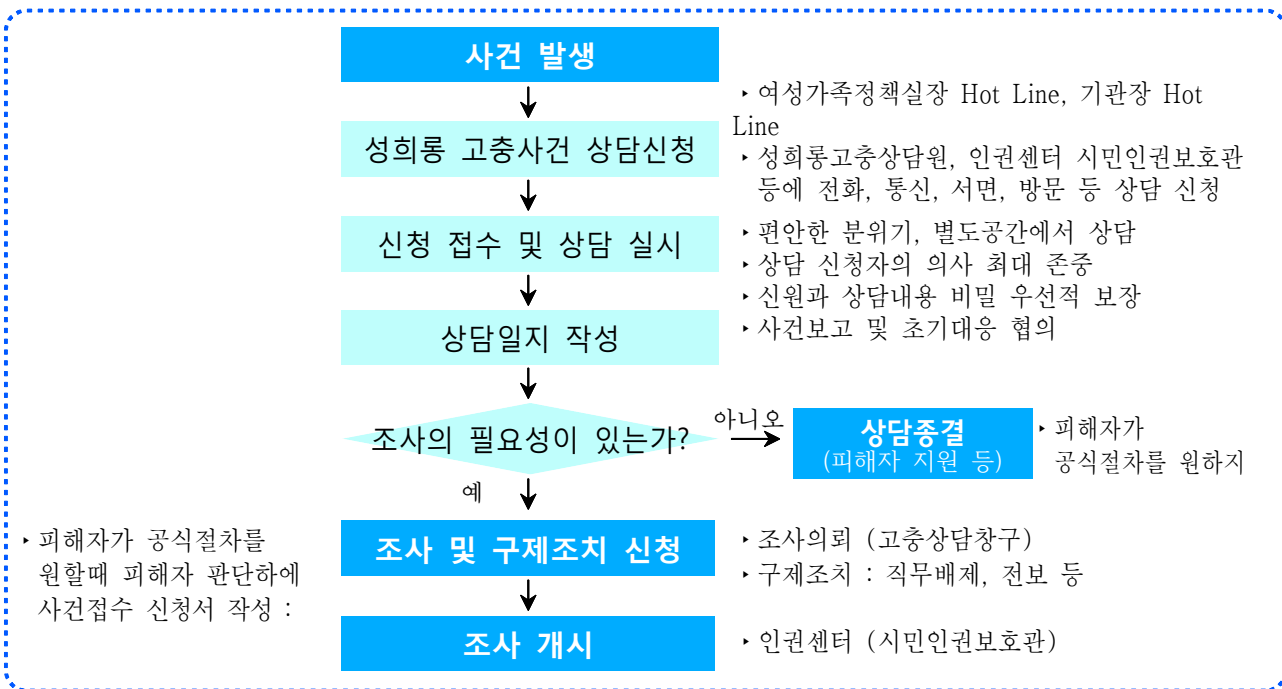 사건 발생
‣ 여성가족정책실장 Hot Line, 기관장 Hot
Line
성희롱 고충사건 상담신청
‣ 성희롱고충상담원, 인권센터 시민인권보호관
등에 전화, 통신, 서면, 방문 등 상담 신청
신청 접수 및 상담 실시
‣ 편안한 분위기, 별도공간에서 상담
‣ 상담 신청자의 의사 최대 존중
‣ 신원과 상담내용 비밀 우선적 보장
‣ 사건보고 및 초기대응 협의
상담일지 작성
조사의 필요성이 있는가?
아니오
상담종결
(피해자 지원 등)
‣ 피해자가
공식절차를 원하지
예
‣ 피해자가 공식절차를
원할때 피해자 판단하에
사건접수 신청서 작성 :
조사 및 구제조치 신청
‣ 조사의뢰 (고충상담창구)
‣ 구제조치 : 직무배제, 전보 등
조사 개시
‣ 인권센터 (시민인권보호관)